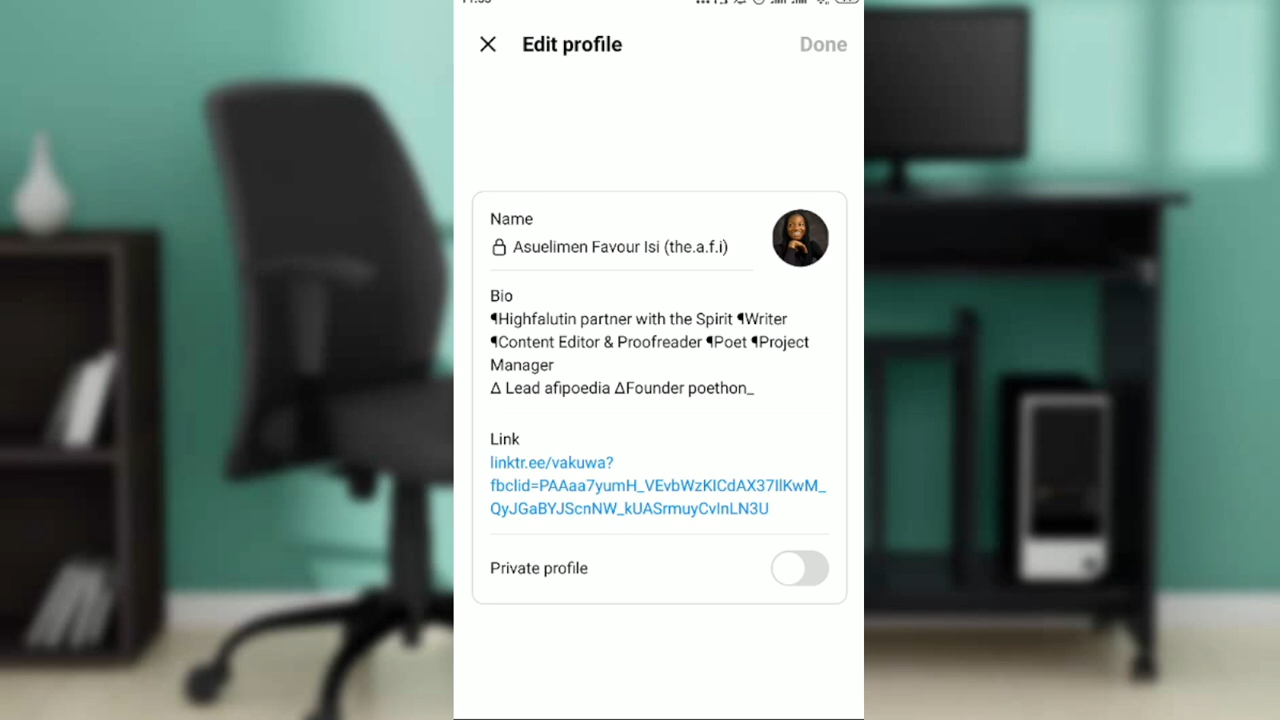 Edit profile
Done
Name
Asuelimen Favour Isi (the.a.f.i)
Bio
¶Highfalutin partner with the Spirit ¶Writer
¶Content Editor & Proofreader ¶Poet ¶Project
Manager
Δ Lead afipoedia ΔFounder poethon_
Link
linktr.ee/vakuwa?
fbclid=PAAaa7yumH_VEvbWzKICdAX37IlKwM_
QyJGaBYJScnNW_kUASrmuyCvInLN3U
Private profile